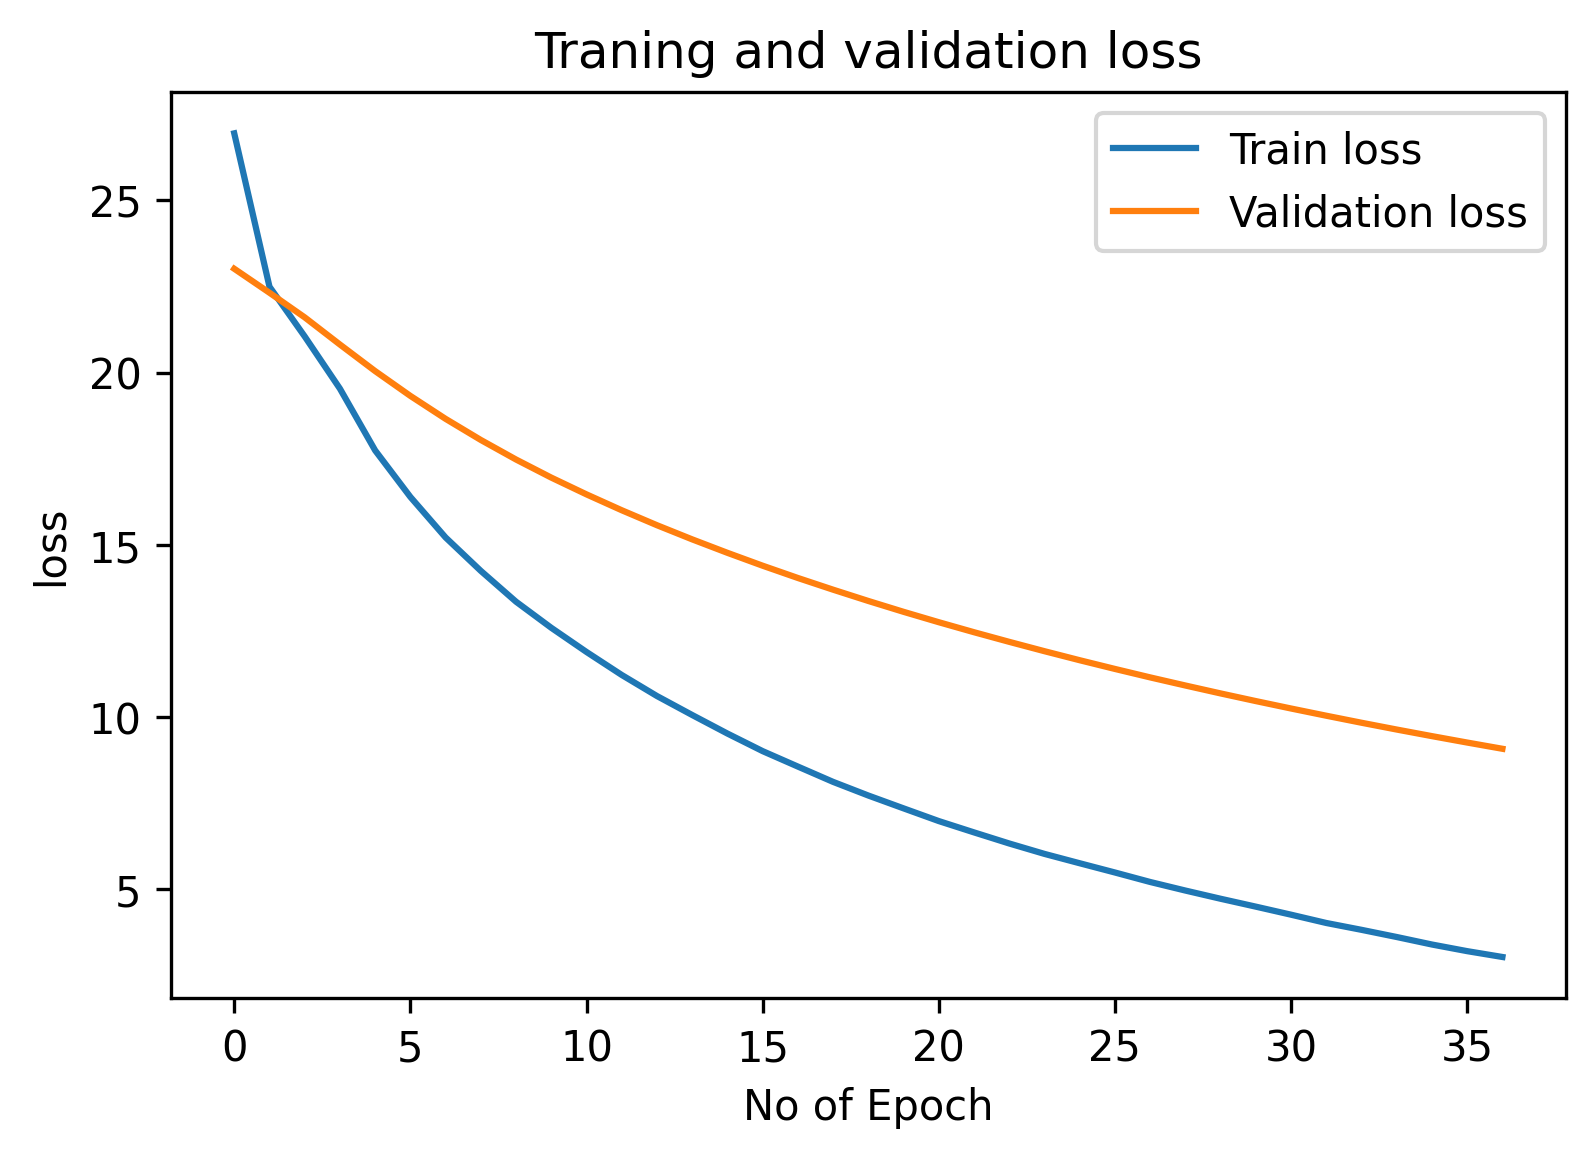 Traning and validation loss
Train loss
Validation loss
25
20
15
10
5
loss
0 5 10 15 20 25 30 35
No of Epoch